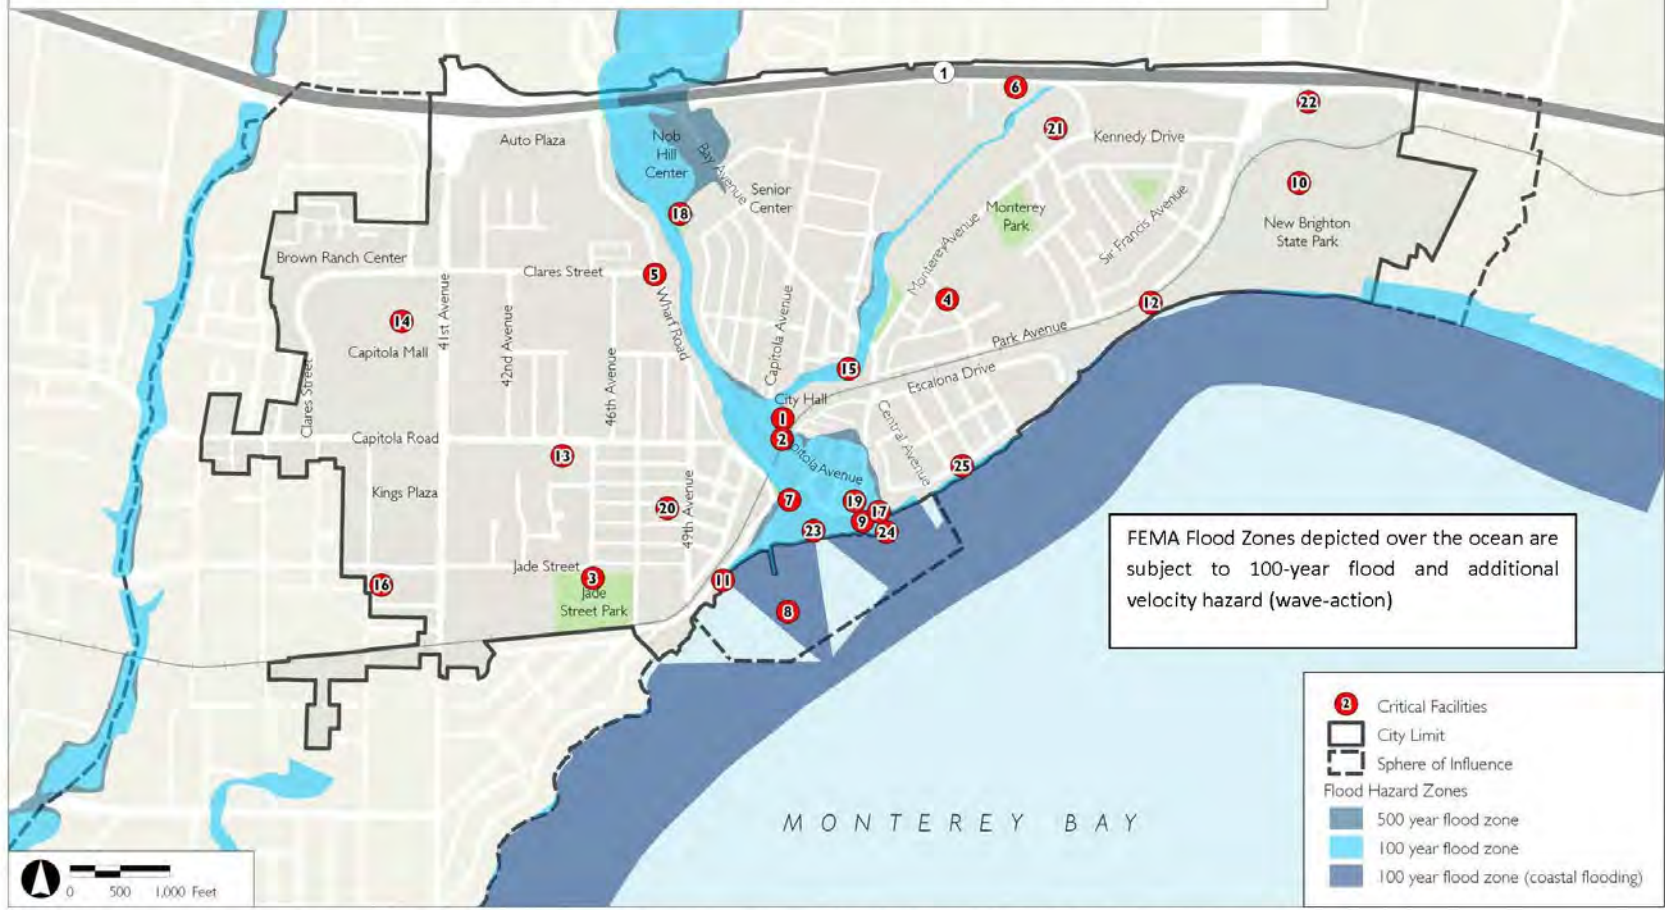 1
6
22
21
Auto Plaza
Nob
Hill
Center
Bay Avenue
Kennedy Drive
10
Senior
Center
18
Monterey
Park
Sir Francis Avenue
New Brighton
State Park
Monterey Avenue
Brown Ranch Center
Clares Street
5
Wharf Road
41st Avenue
42nd Avenue
Capitola Avenue
4
12
14
Capitola Mall
Park Avenue
46th Avenue
15
Escalona Drive
Clares Street
City Hall
1
2
Capitola Road
pitola Avenue
Central Avenue
13
25
Kings Plaza
20
49th Avenue
7
19
17
9
23
24
FEMA Flood Zones depicted over the ocean are
subject to 100-year flood and additional
velocity hazard (wave-action)
Jade Street
3
Jade
Street Park
16
11
8
MONTEREY BAY
2 Critical Facilities
City Limit
Sphere of Influence
Flood Hazard Zones
500 year flood zone
100 year flood zone
100 year flood zone (coastal flooding)
0 500 1,000 Feet